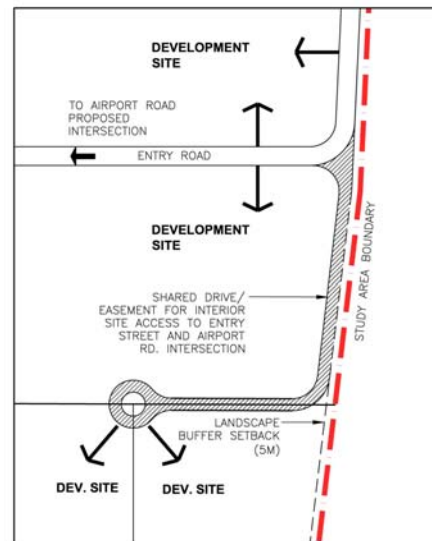 DEVELOPMENT
SITE
TO AIRPORT ROAD
PROPOSED
INTERSECTION
ENTRY ROAD
DEVELOPMENT
SITE
STUDY AREA BOUNDARY
SHARED DRIVE/
EASEMENT FOR INTERIOR
SITE ACCESS TO ENTRY
STREET AND AIRPORT
RD. INTERSECTION
LANDSCAPE
BUFFER SETBACK
(5M)
DEV. SITE
DEV. SITE